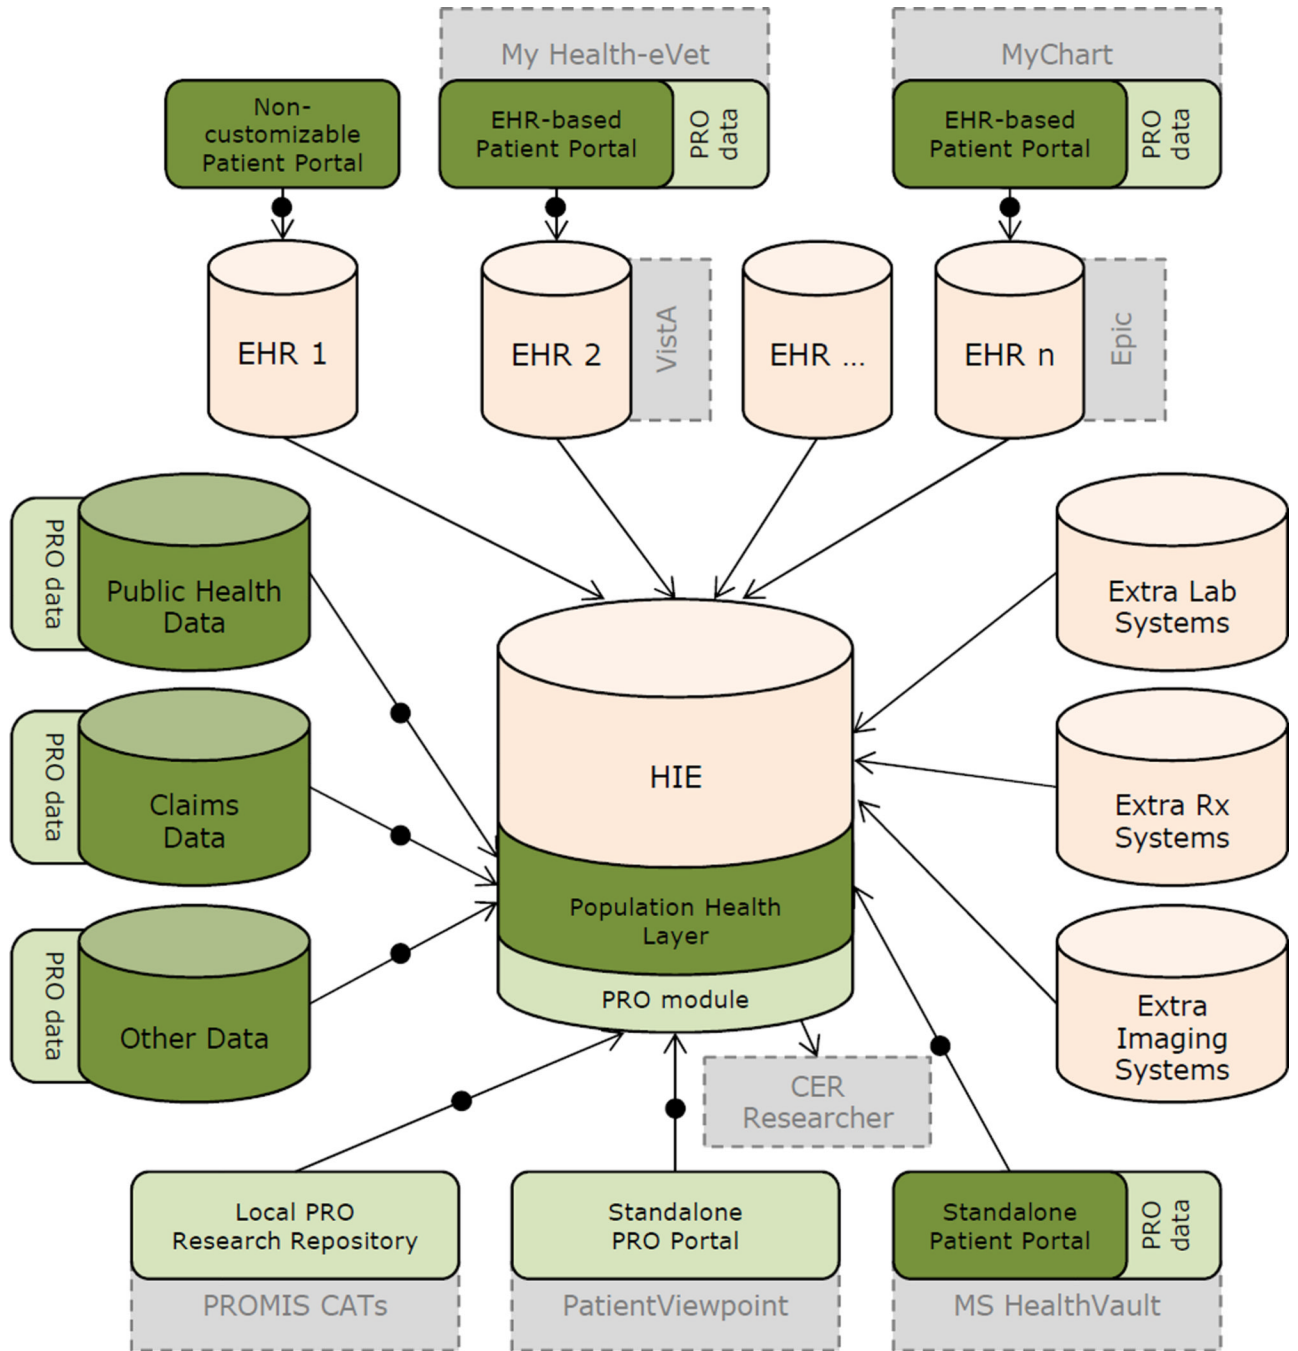 My Health-eVet
MyChart
Non-
customizable
Patient Portal
EHR-based
Patient Portal
PRO
data
EHR-based
Patient Portal
PRO
data
EHR 1
EHR 2
VistA
EHR ...
EHR n
Epic
PRO data
Public Health
Data
Extra Lab
Systems
PRO data
Claims
Data
HIE
Extra Rx
Systems
Population Health
Layer
PRO data
Other Data
PRO module
Extra
Imaging
Systems
CER
Researcher
Local PRO
Research Repository
Standalone
PRO Portal
Standalone
Patient Portal
PRO
data
PROMIS CATs
PatientViewpoint
MS HealthVault